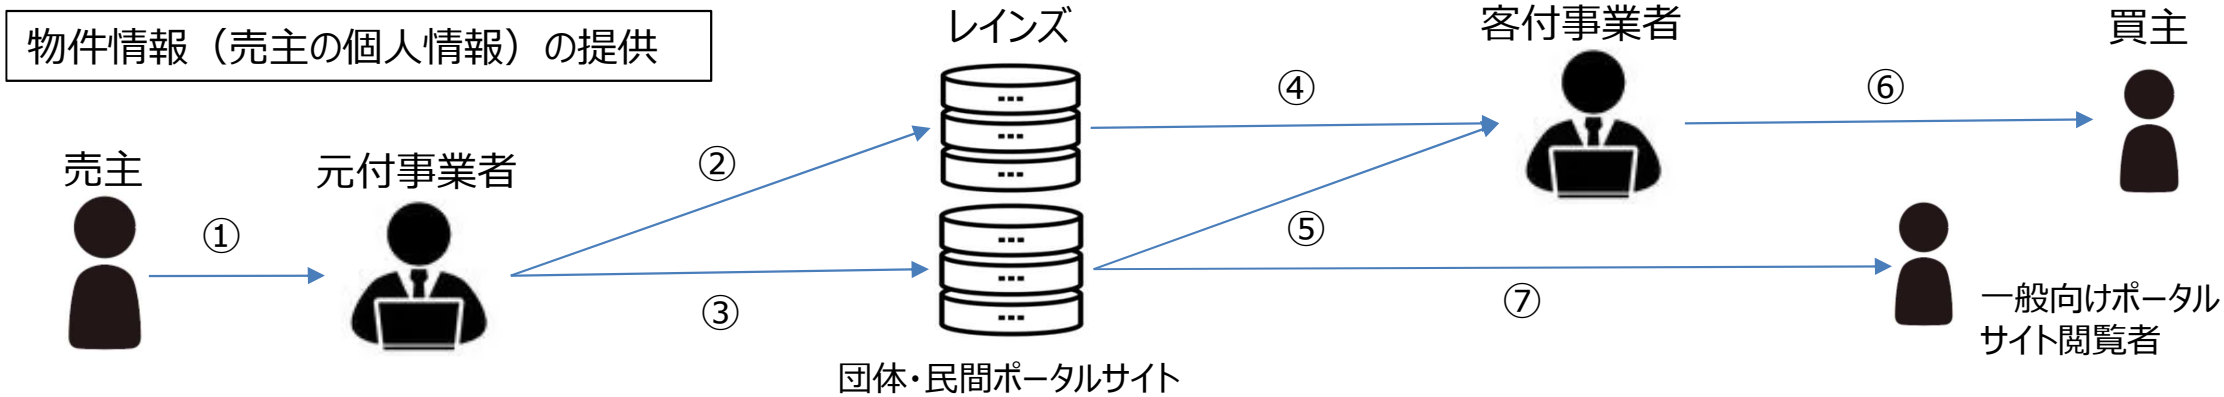 物件情報（売主の個人情報）の提供
レインズ
客付事業者
買主
④
⑥
②
売主
元付事業者
①
⑤
③
⑦
一般向けポータル
サイト閲覧者
団体・民間ポータルサイト